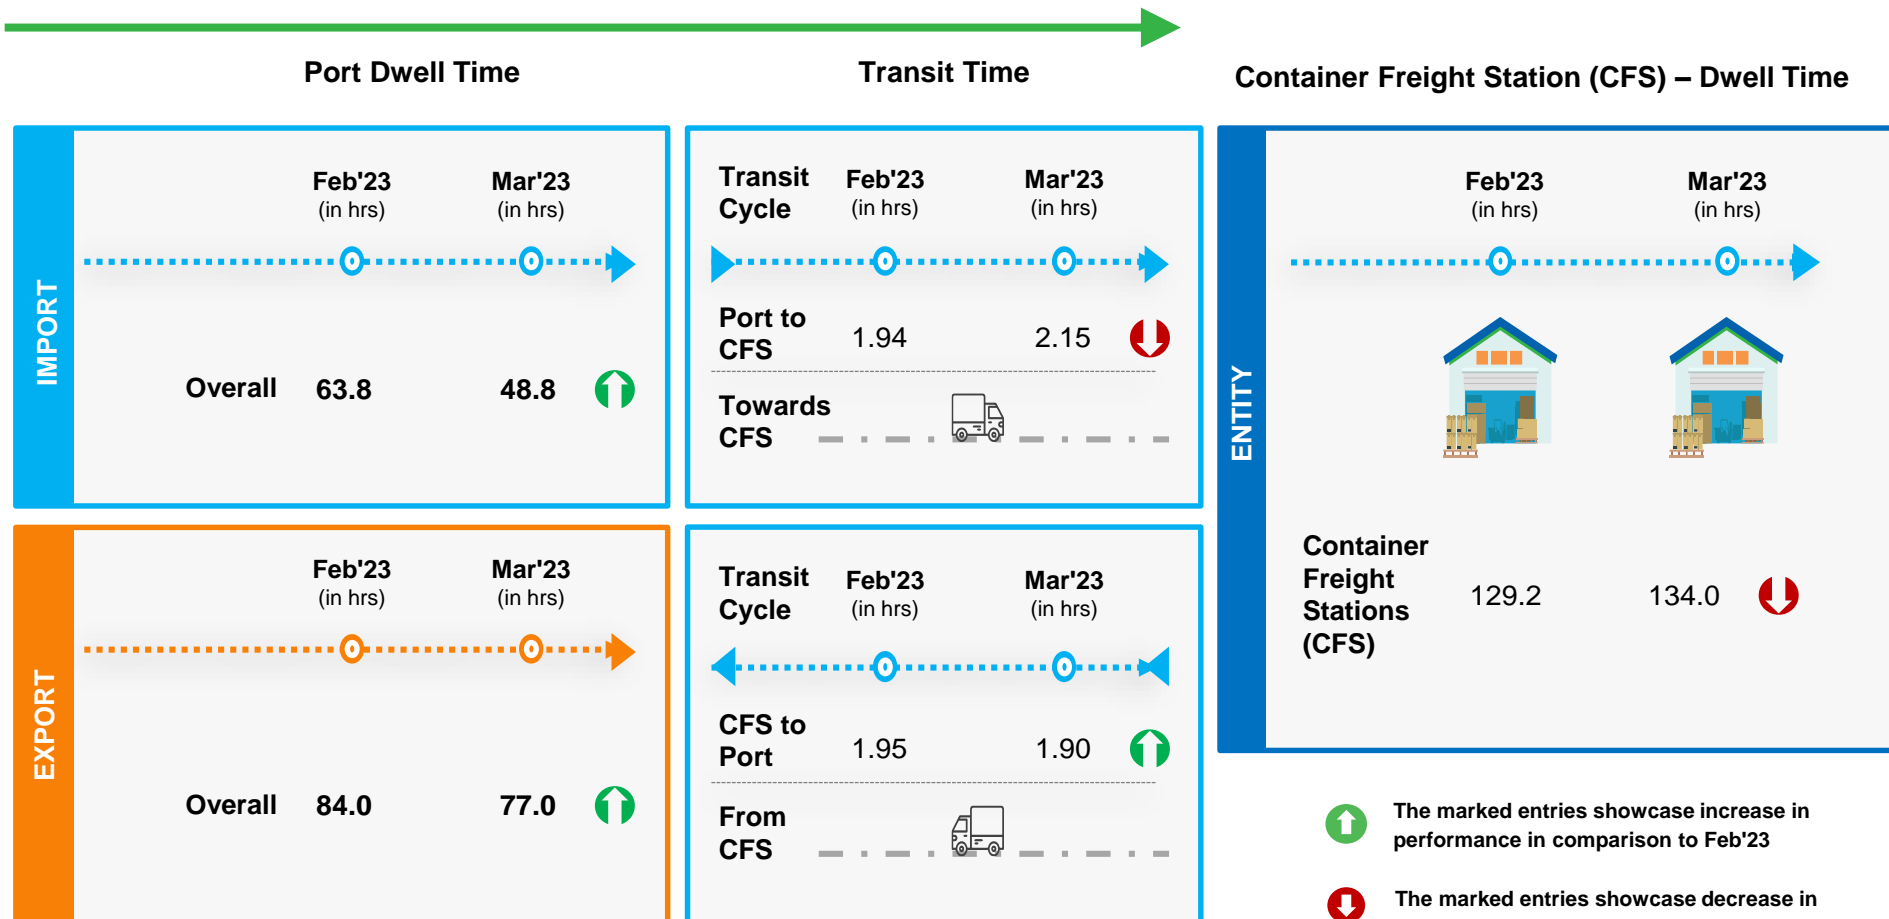 Port Dwell Time
Transit Time
Container Freight Station (CFS) – Dwell Time
IMPORT
Feb'23
(in hrs)
Mar'23
(in hrs)
Overall 63.8 48.8
Transit
Cycle
Feb'23
(in hrs)
Mar'23
(in hrs)
Port to
CFS
1.94 2.15
Towards
CFS
EXPORT
Feb'23
(in hrs)
Mar'23
(in hrs)
Overall 84.0 77.0
Transit
Cycle
Feb'23
(in hrs)
Mar'23
(in hrs)
CFS to
Port
1.95 1.90
From
CFS
ENTITY
Feb'23
(in hrs)
Mar'23
(in hrs)
Container
Freight
Stations
(CFS)
129.2 134.0
The marked entries showcase increase in
performance in comparison to Feb'23
The marked entries showcase decrease in